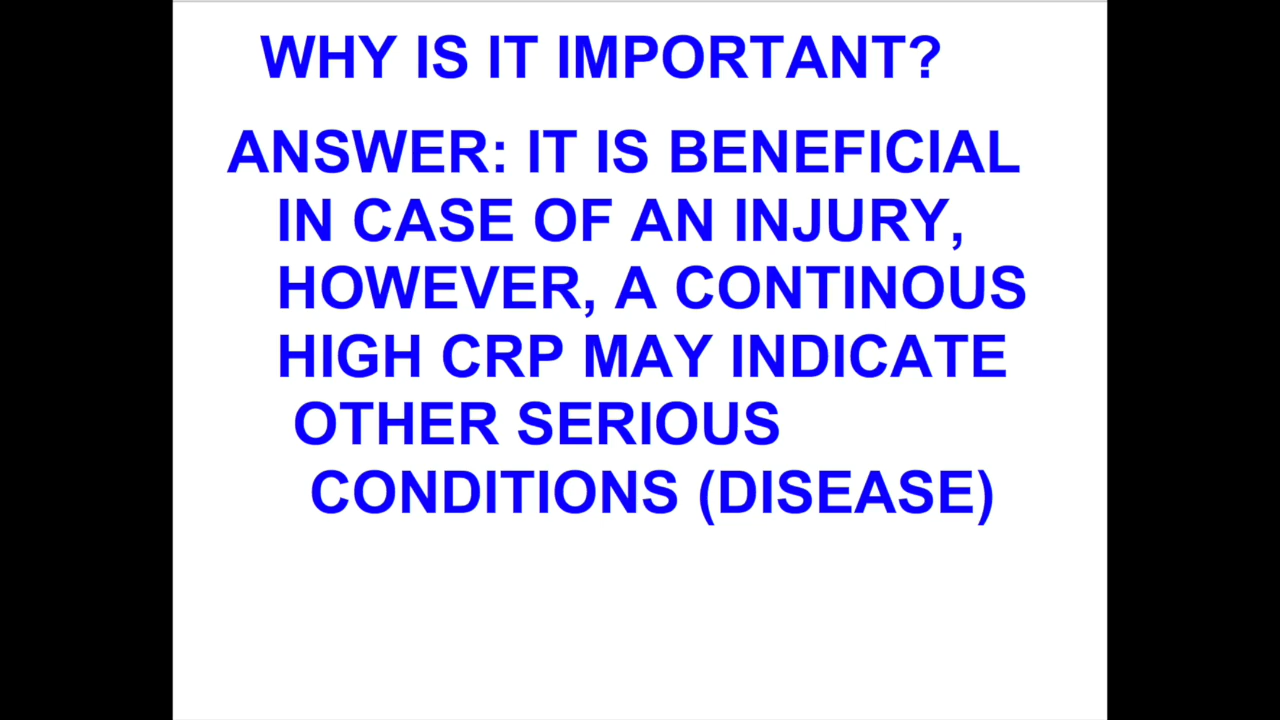 WHY IS IT IMPORTANT?
ANSWER: IT IS BENEFICIAL
IN CASE OF AN INJURY,
HOWEVER, A CONTINOUS
HIGH CRP MAY INDICATE
OTHER SERIOUS
CONDITIONS (DISEASE)